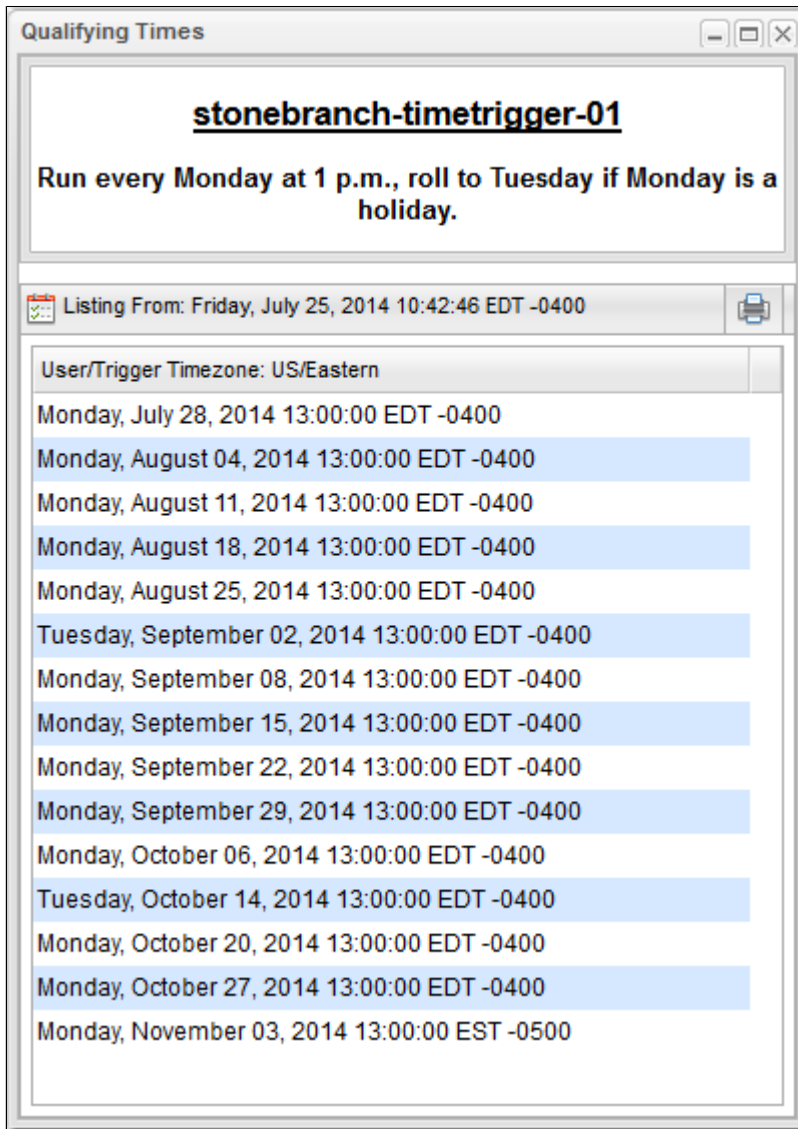 Qualifying Times
stonebranch-timetrigger-01
Run every Monday at 1 p.m., roll to Tuesday if Monday is a
holiday.
Listing From: Friday, July 25, 2014 10:42:46 EDT -0400
User/Trigger Timezone: US/Eastern
Monday, July 28, 2014 13:00:00 EDT -0400
Monday, August 04, 2014 13:00:00 EDT -0400
Monday, August 11, 2014 13:00:00 EDT -0400
Monday, August 18, 2014 13:00:00 EDT -0400
Monday, August 25, 2014 13:00:00 EDT -0400
Tuesday, September 02, 2014 13:00:00 EDT -0400
Monday, September 08, 2014 13:00:00 EDT -0400
Monday, September 15, 2014 13:00:00 EDT -0400
Monday, September 22, 2014 13:00:00 EDT -0400
Monday, September 29, 2014 13:00:00 EDT -0400
Monday, October 06, 2014 13:00:00 EDT -0400
Tuesday, October 14, 2014 13:00:00 EDT -0400
Monday, October 20, 2014 13:00:00 EDT -0400
Monday, October 27, 2014 13:00:00 EDT -0400
Monday, November 03, 2014 13:00:00 EST -0500